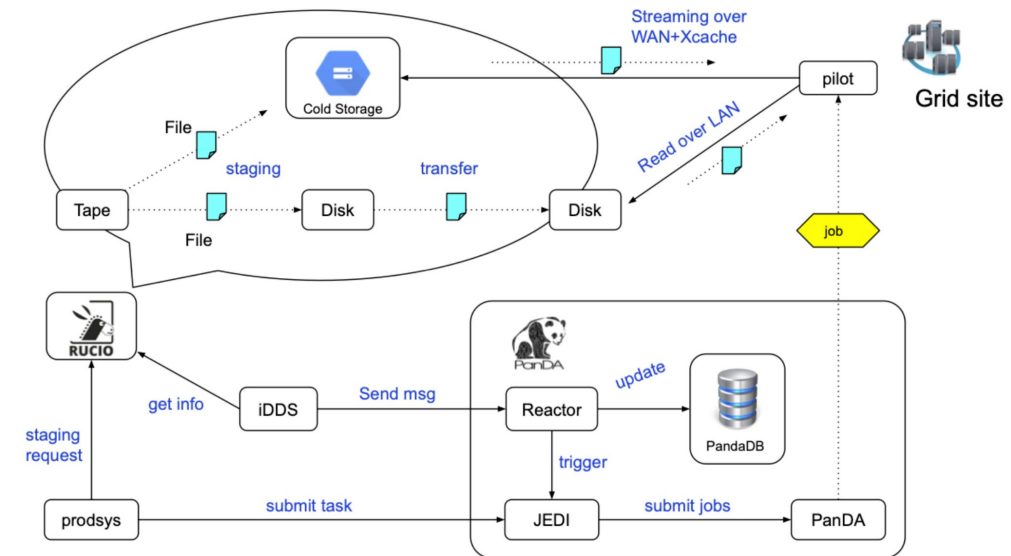 Streaming over
WAN+Xcache
pilot
Grid site
Cold Storage
File
Read over LAN
staging
transfer
Tape
Disk
Disk
File
job
RUCIO
PanDA
update
get info
iDDS
Send msg
Reactor
PandaDB
staging
request
trigger
submit task
submit jobs
prodsys
JEDI
PanDA